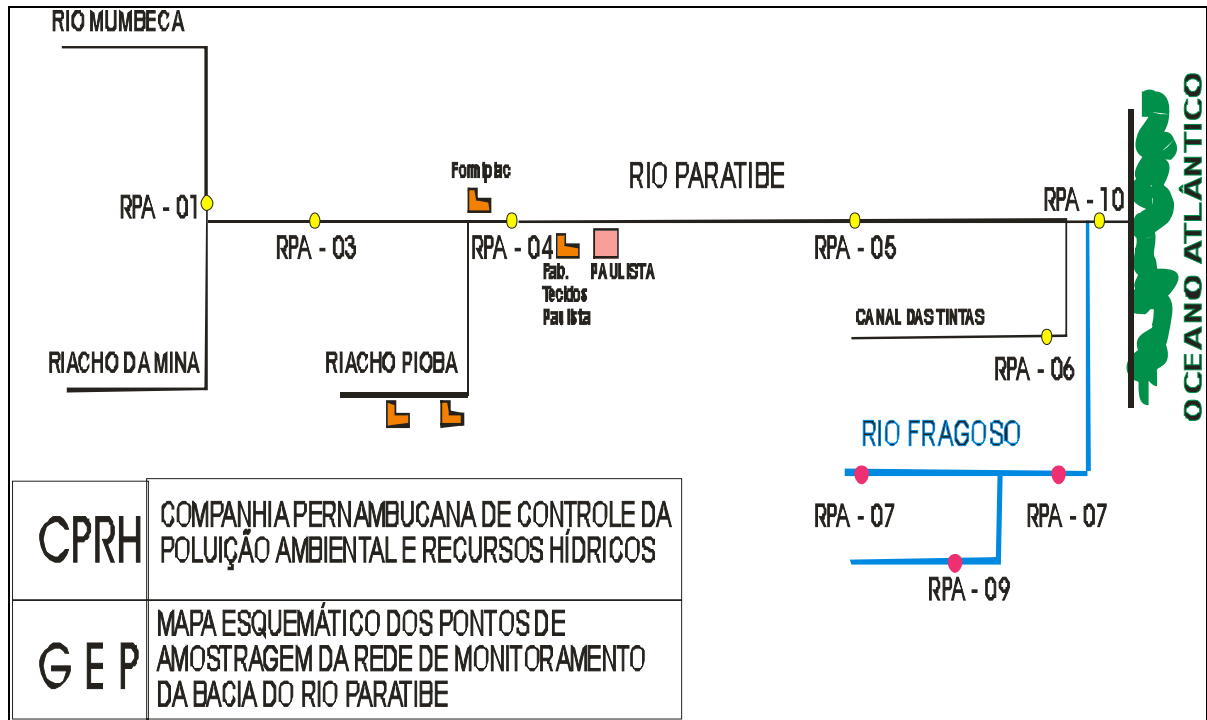 RIO MUMBECA
Formiplac
RIO PARATIBE
RPA - 01
RPA - 10
RPA - 03
RPA - 04
RPA - 05
Fab.
Tecidos
Paulista
PAULISTA
OCEANO ATLÂNTICO
CANAL DAS TINTAS
RIACHO DA MINA
RIACHO PIOBA
RPA - 06
RIO FRAGOSO
RPA - 07
RPA - 07
RPA - 09
CPRH
COMPANHIA PERNAMBUCANA DE CONTROLE DA
POLUIÇÃO AMBIENTAL E RECURSOS HÍDRICOS
G E P
MAPA ESQUEMÁTICO DOS PONTOS DE
AMOSTRAGEM DA REDE DE MONITORAMENTO
DA BACIA DO RIO PARATIBE